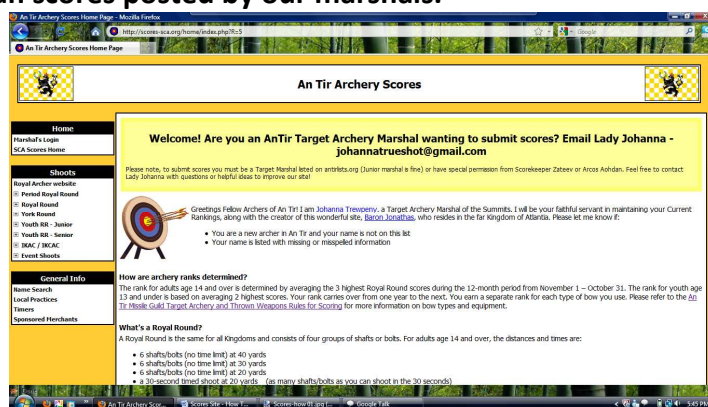 an scores posted by our marshals.
An Tir Archery Scores Home Page - Mozilla Firefox
http://scores-sca.org/home/index.php?R=5
Google
An Tir Archery Scores Home Page
An Tir Archery Scores
Home
Marshal's Login
SCA Scores Home
Shoots
Royal Archer website
Period Royal Round
Royal Round
York Round
Youth RR - Junior
Youth RR - Senior
IKAC / IKCAC
Event Shoots
General Info
Name Search
Local Practices
Timers
Sponsored Merchants
Welcome! Are you an AnTir Target Archery Marshal wanting to submit scores? Email Lady Johanna -
johannatrueshot@gmail.com
Please note, to submit scores you must be a Target Marshal listed on antirlists.org (Junior marshal is fine) or have special permission from Scorekeeper Zateev or Arcos Aohdan. Feel free to contact
Lady Johanna with questions or helpful ideas to improve our site!
Greetings Fellow Archers of An Tir! I am Johanna Trewpeny, a Target Archery Marshal of the Summits. I will be your faithful servant in maintaining your Current
Rankings, along with the creator of this wonderful site, Baron Jonathas, who resides in the far Kingdom of Atlantia. Please let me know if:
• You are a new archer in An Tir and your name is not on this list
• Your name is listed with missing or misspelled information
How are archery ranks determined?
The rank for adults age 14 and over is determined by averaging the 3 highest Royal Round scores during the 12-month period from November 1 – October 31. The rank for youth age
13 and under is based on averaging 2 highest scores. Your rank carries over from one year to the next. You earn a separate rank for each type of bow you use. Please refer to the An
Tir Missile Guild Target Archery and Thrown Weapons Rules for Scoring for more information on bow types and equipment.
What's a Royal Round?
A Royal Round is the same for all Kingdoms and consists of four groups of shafts or bolts. For adults age 14 and over, the distances and times are:
• 6 shafts/bolts (no time limit) at 40 yards
• 6 shafts/bolts (no time limit) at 30 yards
• 6 shafts/bolts (no time limit) at 20 yards
• a 30-second timed shoot at 20 yards (as many shafts/bolts as you can shoot in the 30 seconds)
An Tir Archery Scor...
Scores Site - How T...
Scores-how 01.jpg (...
Google Talk
5:45 PM